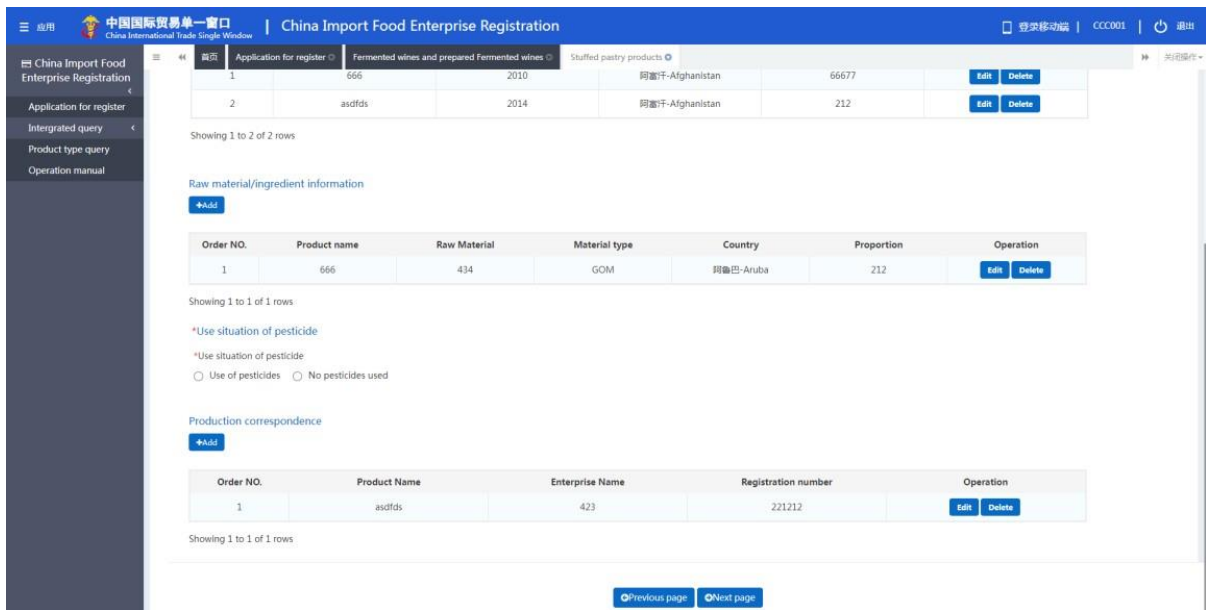 应用 中国国际贸易单一窗口 China Import Food Enterprise Registration 登录移动端 CCC001 退出
China International Trade Single Window
China Import Food
Enterprise Registration
Application for register
Intergrated query
Product type query
Operation manual
首页 Application for register Fermented wines and prepared Fermented wines Stuffed pastry products 关闭操作
1 666 2010 阿富汗-Afghanistan 66677 Edit Delete
2 asdfds 2014 阿富汗-Afghanistan 212 Edit Delete
Showing 1 to 2 of 2 rows
Raw material/ingredient information
+Add
Order NO. Product name Raw Material Material type Country Proportion Operation
1 666 434 GOM 阿鲁巴-Aruba 212 Edit Delete
Showing 1 to 1 of 1 rows
*Use situation of pesticide
*Use situation of pesticide
Use of pesticides No pesticides used
Production correspondence
+Add
Order NO. Product Name Enterprise Name Registration number Operation
1 asdfds 423 221212 Edit Delete
Showing 1 to 1 of 1 rows
Previous page Next page